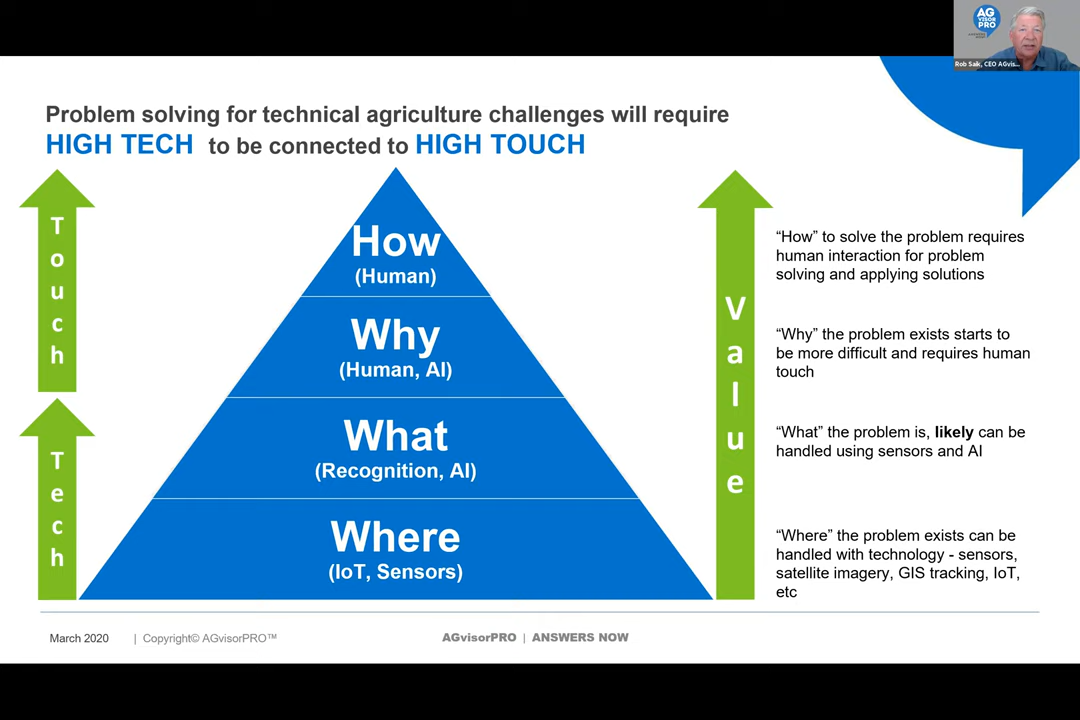 AG
VISOR
PRO
Rob Saik, CEO AGvis...
Problem solving for technical agriculture challenges will require
HIGH TECH to be connected to HIGH TOUCH
Touch
Tech
How
(Human)
Why
(Human, AI)
What
(Recognition, AI)
Where
(IoT, Sensors)
Value
“How” to solve the problem requires
human interaction for problem
solving and applying solutions
“Why” the problem exists starts to
be more difficult and requires human
touch
“What” the problem is, likely can be
handled using sensors and AI
“Where” the problem exists can be
handled with technology - sensors,
satellite imagery, GIS tracking, IoT,
etc
March 2020 | Copyright© AGvisorPRO™
AGvisorPRO | ANSWERS NOW